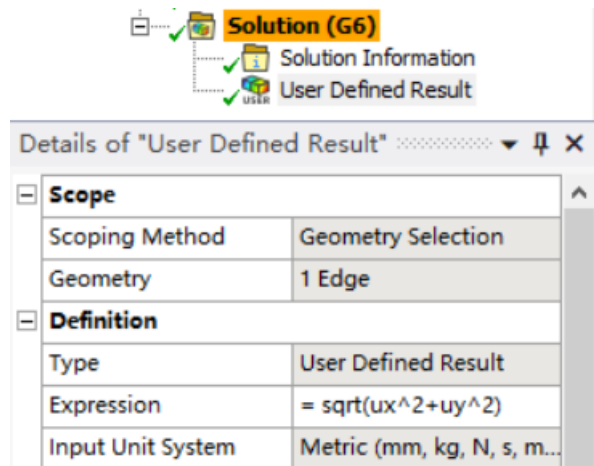 Solution (G6)
Solution Information
USER User Defined Result
Details of "User Defined Result"
Scope
Scoping Method Geometry Selection
Geometry 1 Edge
Definition
Type User Defined Result
Expression = sqrt(ux^2+uy^2)
Input Unit System Metric (mm, kg, N, s, m...